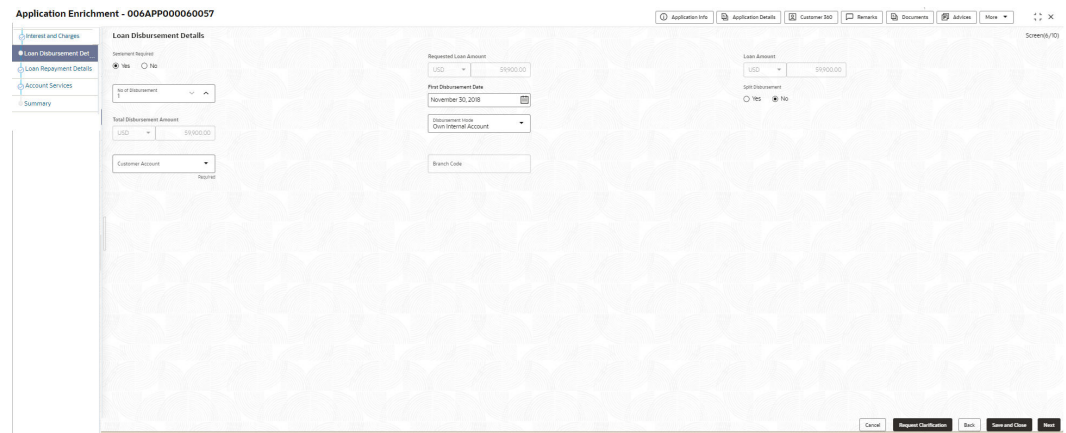 Application Enrichment - 006APP000060057
Application Info
Application Details
Customer 360
Remarks
Documents
Advices
More
Interest and Charges
Loan Disbursement Det...
Loan Repayment Details
Account Services
Summary
Loan Disbursement Details
Screen(6/10)
Settlement Required
Yes No
Requested Loan Amount
USD 59,900.00
Loan Amount
USD 59,900.00
No of Disbursement
1
First Disbursement Date
November 30, 2018
Split Disbursement
Yes No
Total Disbursement Amount
USD 59,900.00
Disbursement Mode
Own Internal Account
Customer Account
Required
Branch Code
Cancel
Request Clarification
Back
Save and Close
Next